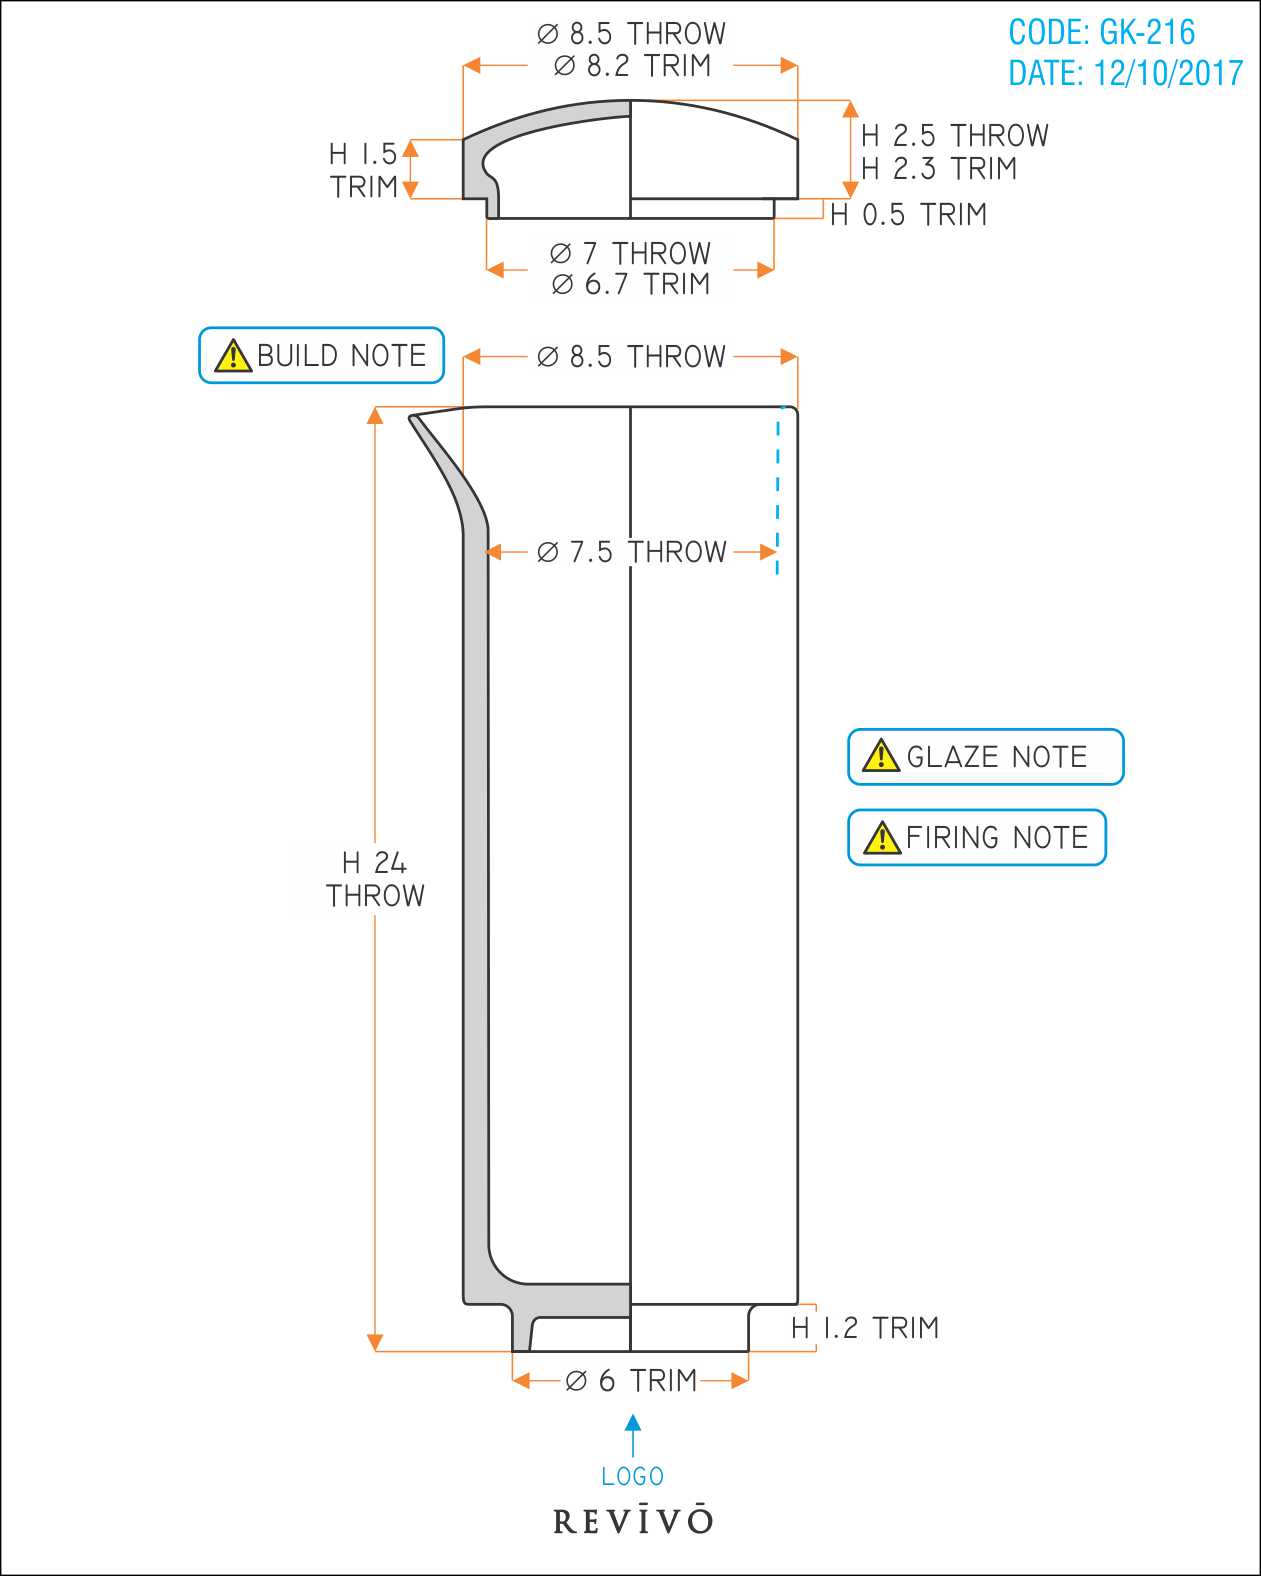 CODE: GK-216
DATE: 12/10/2017
Ø 8.5 THROW
Ø 8.2 TRIM
H 1.5
TRIM
H 2.5 THROW
H 2.3 TRIM
H 0.5 TRIM
Ø 7 THROW
Ø 6.7 TRIM
BUILD NOTE
Ø 8.5 THROW
Ø 7.5 THROW
GLAZE NOTE
FIRING NOTE
H 24
THROW
H 1.2 TRIM
Ø 6 TRIM
LOGO
REVĪVŌ